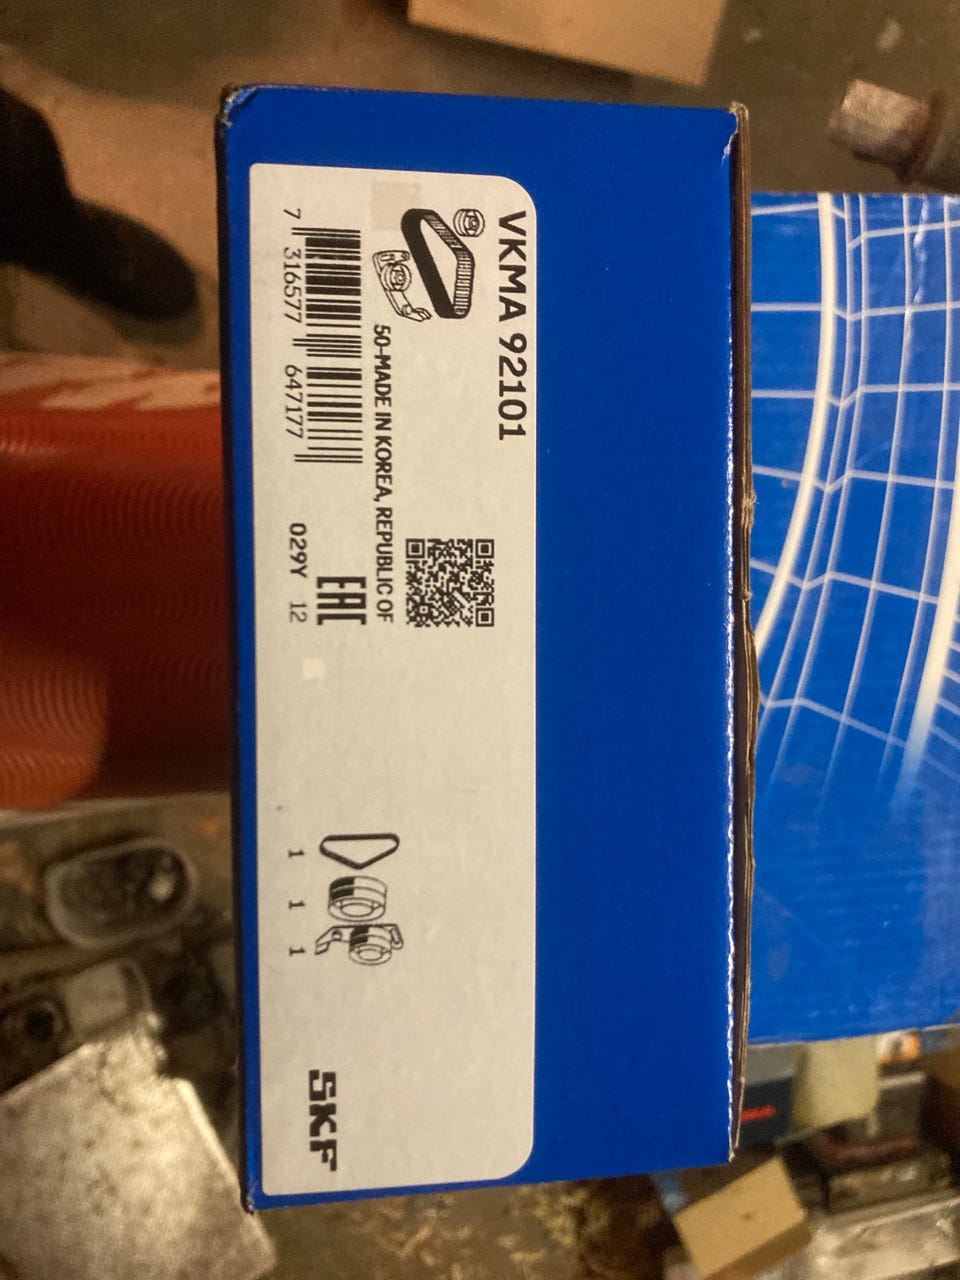 VKMA 92101
50-MADE IN KOREA, REPUBLIC OF
7 316577 647177
EAC
029Y 12
1 1 1
SKF